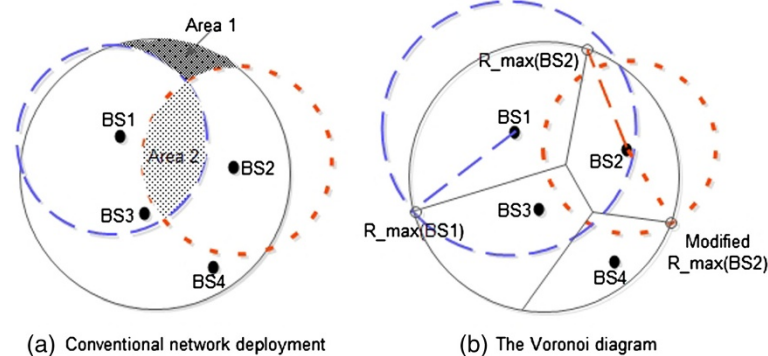 Area 1
BS1
Area 2
BS2
BS3
BS4
(a) Conventional network deployment
R_max(BS2)
BS1
BS2
BS3
R_max(BS1)
Modified
R_max(BS2)
BS4
(b) The Voronoi diagram